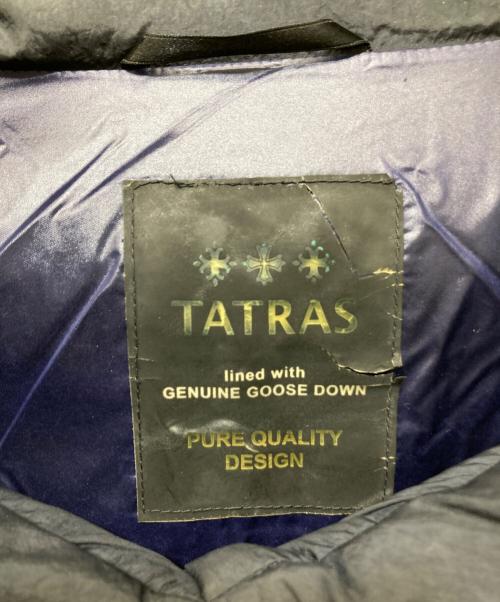 TATRAS
lined with
GENUINE GOOSE DOWN
PURE QUALITY
DESIGN